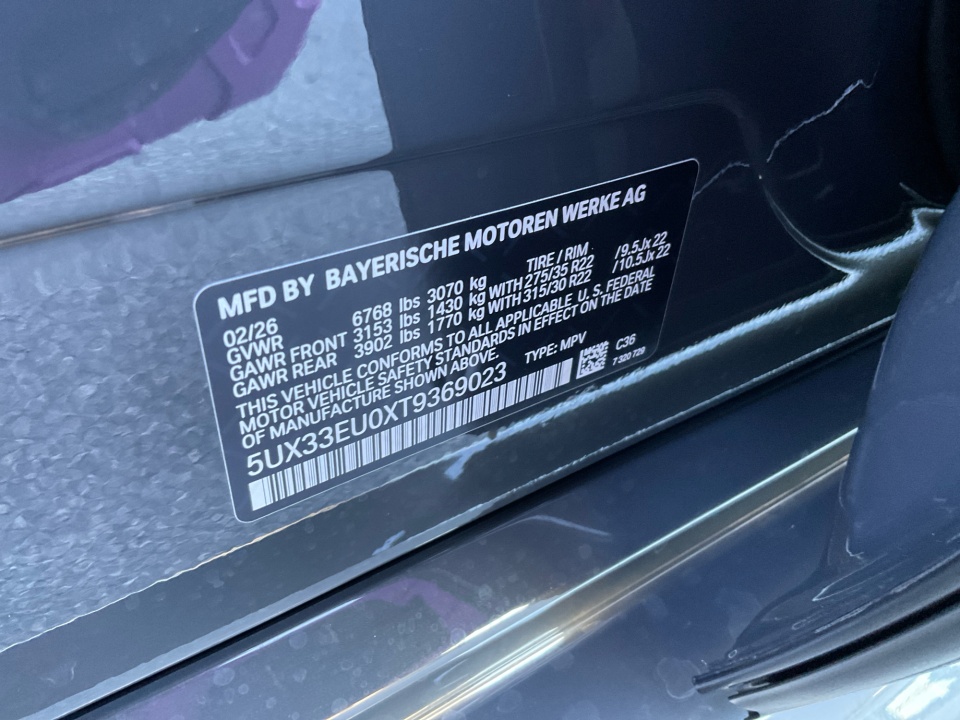 MFD BY BAYERISCHE MOTOREN WERKE AG
02/26 TIRE / RIM
GVWR 6768 lbs 3070 kg WITH 275/35 R22 /9.5Jx22
GAWR FRONT 3153 lbs 1430 kg WITH 315/30 R22 /10.5Jx22
GAWR REAR 3902 lbs 1770 kg
THIS VEHICLE CONFORMS TO ALL APPLICABLE U. S. FEDERAL
MOTOR VEHICLE SAFETY STANDARDS IN EFFECT ON THE DATE
OF MANUFACTURE SHOWN ABOVE. TYPE: MPV C36
5UX33EU0XT9369023 7 320 729